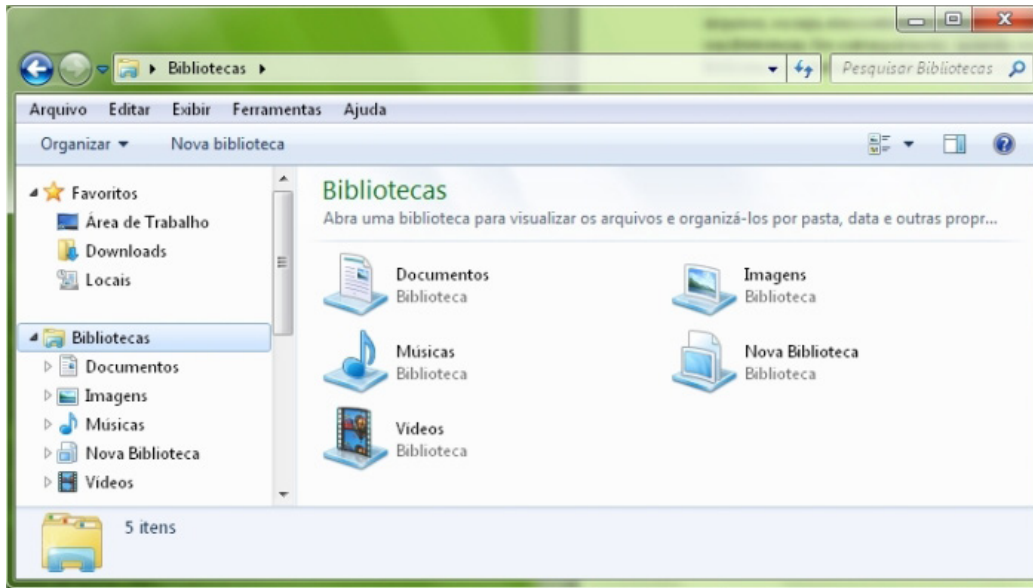 Bibliotecas
Pesquisar Bibliotecas
Arquivo Editar Exibir Ferramentas Ajuda
Organizar Nova biblioteca
Favoritos
Área de Trabalho
Downloads
Locais
Bibliotecas
Documentos
Imagens
Músicas
Nova Biblioteca
Vídeos
Bibliotecas
Abra uma biblioteca para visualizar os arquivos e organizá-los por pasta, data e outras propr...
Documentos
Biblioteca
Imagens
Biblioteca
Músicas
Biblioteca
Nova Biblioteca
Biblioteca
Vídeos
Biblioteca
5 itens